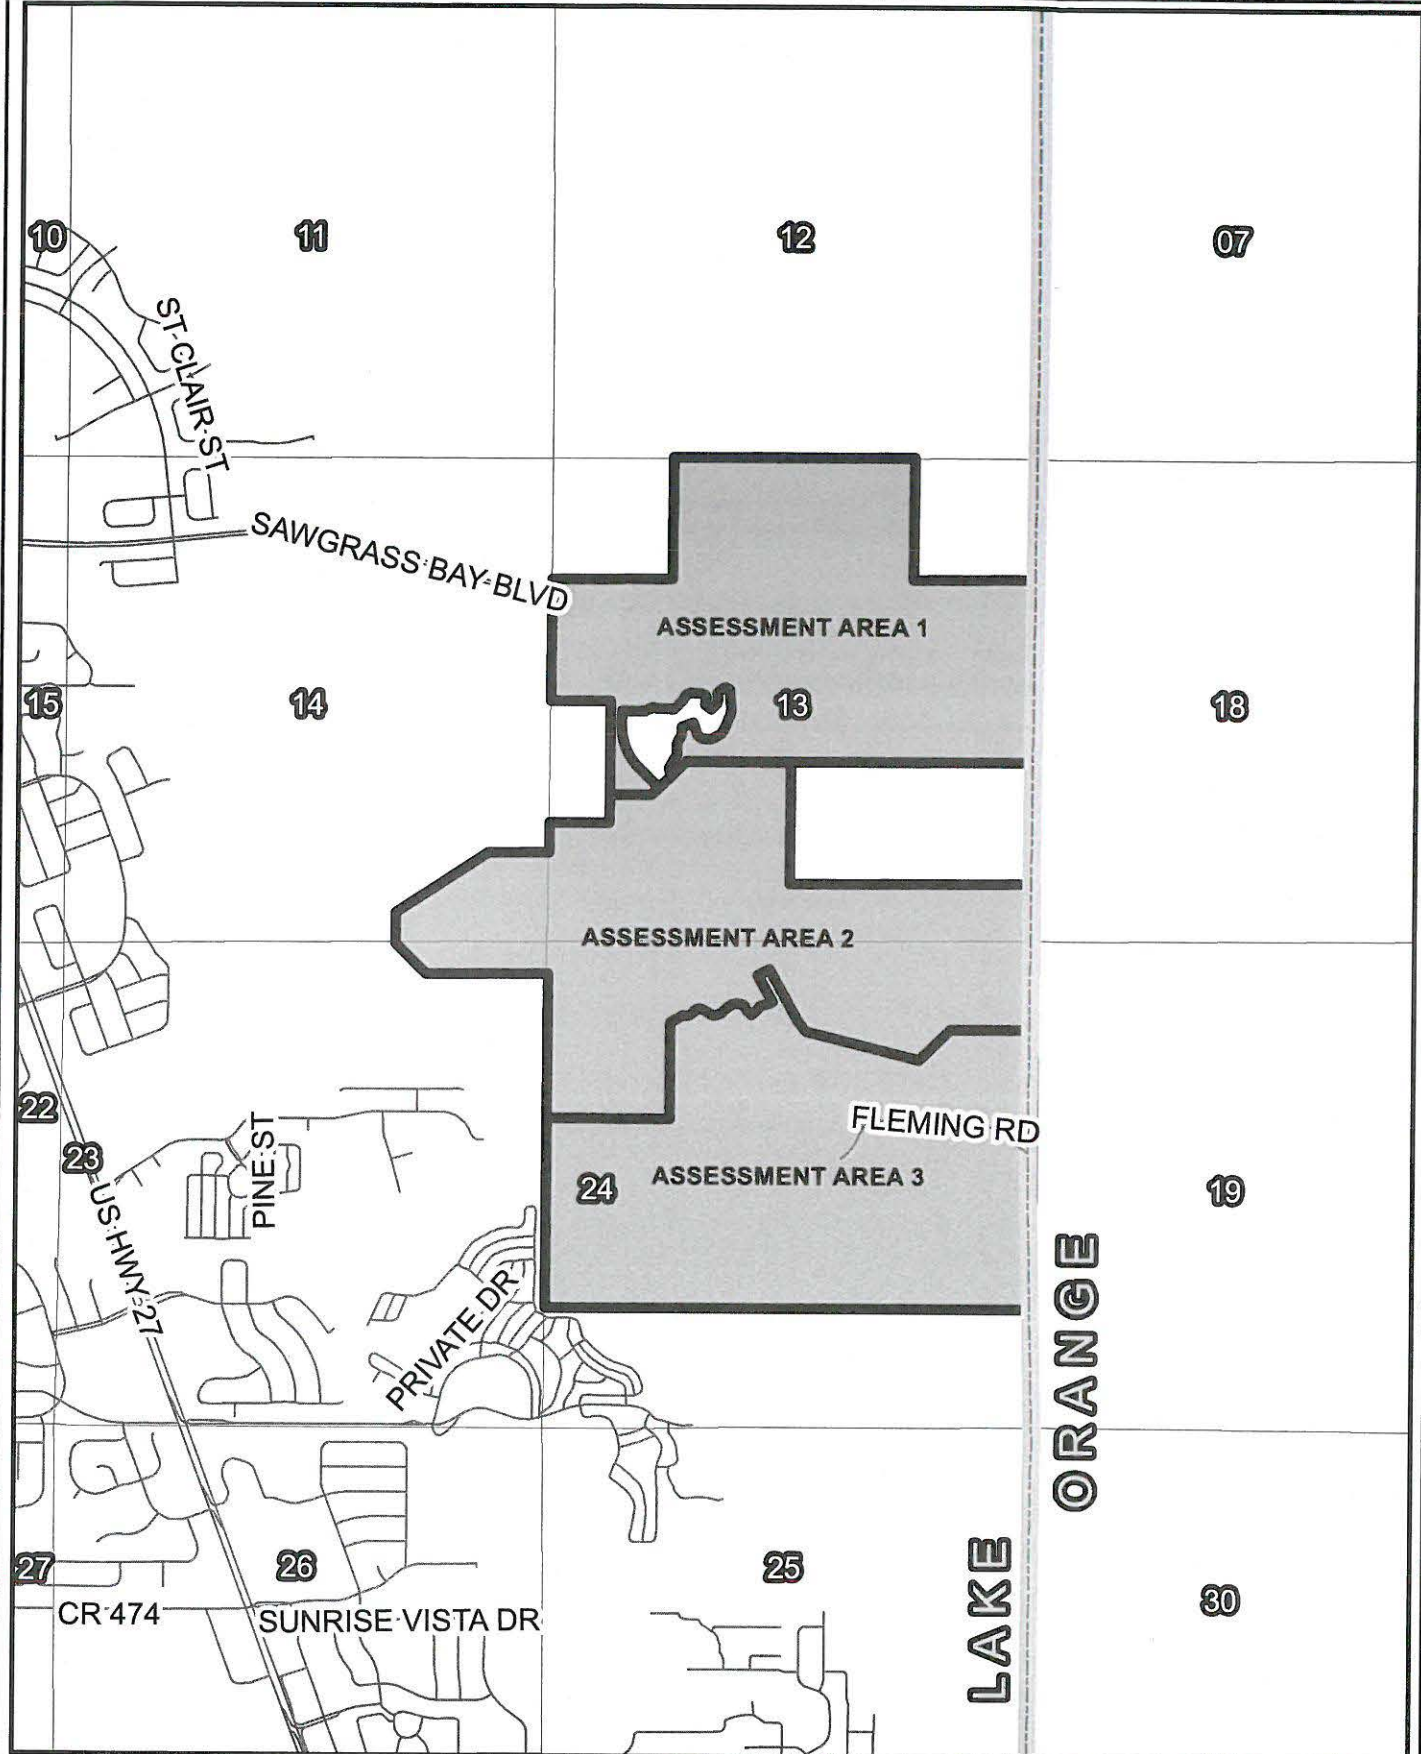 10
11
12
07
ST CLAIR ST
SAWGRASS BAY BLVD
ASSESSMENT AREA 1
15
14
13
18
ASSESSMENT AREA 2
22
23
PINE ST
FLEMING RD
24
ASSESSMENT AREA 3
19
US HWY 27
PRIVATE DR
ORANGE
LAKE
27
26
25
30
CR 474
SUNRISE VISTA DR